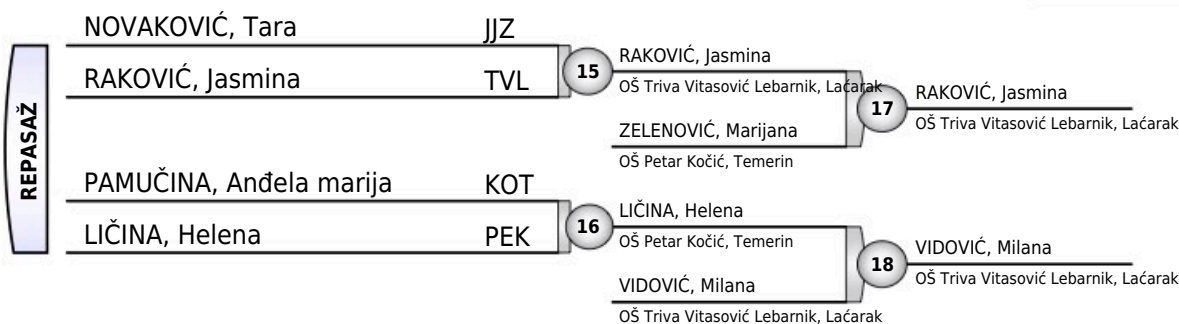 REPASAŽ
NOVAKOVIĆ, Tara JJZ
RAKOVIĆ, Jasmina TVL
15
RAKOVIĆ, Jasmina
OŠ Triva Vitasović Lebarnik, Laćarak
ZELENOVIĆ, Marijana
OŠ Petar Kočić, Temerin
17
RAKOVIĆ, Jasmina
OŠ Triva Vitasović Lebarnik, Laćarak
PAMUČINA, Anđela marija KOT
LIČINA, Helena PEK
16
LIČINA, Helena
OŠ Petar Kočić, Temerin
VIDOVIĆ, Milana
OŠ Triva Vitasović Lebarnik, Laćarak
18
VIDOVIĆ, Milana
OŠ Triva Vitasović Lebarnik, Laćarak